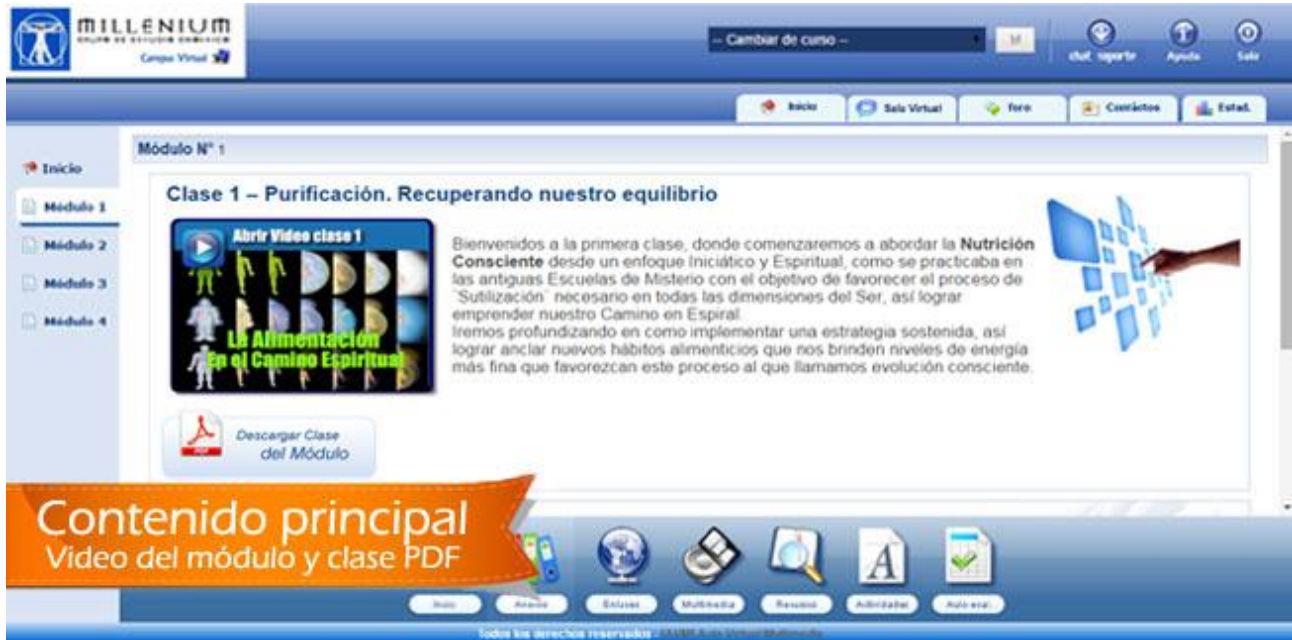 MILLENIUM
Campus Virtual
-- Cambiar de curso --
chat soporte
Ayuda
Salir
Inicio
Sala Virtual
foro
Contáctos
Estad.
Módulo N° 1
Inicio
Módulo 1
Módulo 2
Módulo 3
Módulo 4
Clase 1 – Purificación. Recuperando nuestro equilibrio
Abrir Video clase 1
La Alimentación
En el Camino Espiritual
Bienvenidos a la primera clase, donde comenzaremos a abordar la Nutrición
Consciente desde un enfoque Iniciático y Espiritual, como se practicaba en
las antiguas Escuelas de Misterio con el objetivo de favorecer el proceso de
¨Sutilización¨ necesario en todas las dimensiones del Ser, así lograr
emprender nuestro Camino en Espiral.
Iremos profundizando en como implementar una estrategia sostenida, así
lograr anclar nuevos hábitos alimenticios que nos brinden niveles de energía
más fina que favorezcan este proceso al que llamamos evolución consciente.
PDF
Descargar Clase
del Módulo
Contenido principal
Video del módulo y clase PDF
A
Inicio
Anexos
Enlaces
Multimedia
Resumen
Actividades
Auto eval.
Todos los derechos reservados - Aula Virtual Multimedia